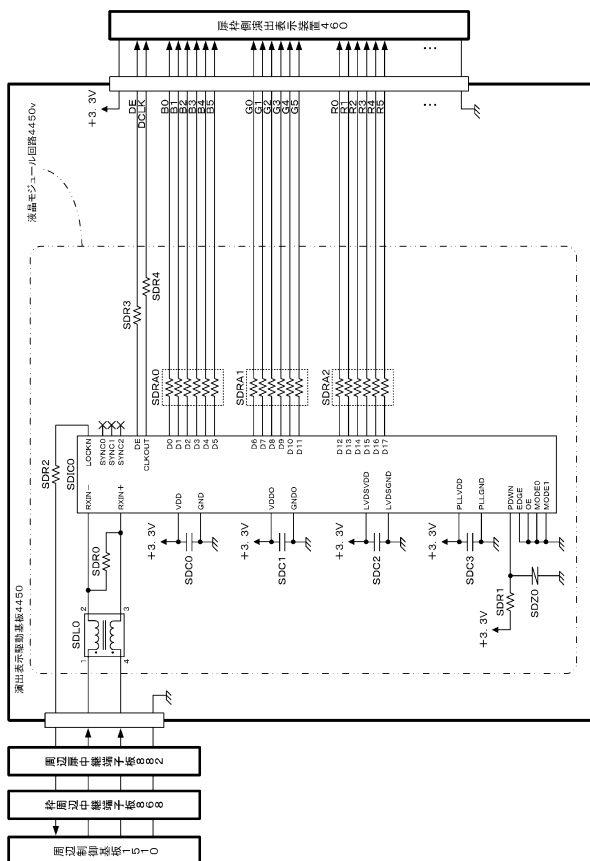 扉枠側演出表示装置460
液晶モジュール回路4450v
演出表示駆動基板4450
+3.3V
DE
DCLK
B0
B1
B2
B3
B4
B5
G0
G1
G2
G3
G4
G5
R0
R1
R2
R3
R4
R5
...
...
SDR3
SDR4
SDRA0
SDRA1
SDRA2
SDR2
SDIC0
LOCKN
SYNC0
SYNC1
SYNC2
DE
CLKOUT
D0
D1
D2
D3
D4
D5
D6
D7
D8
D9
D10
D11
D12
D13
D14
D15
D16
D17
RXIN−
RXIN+
VDD
GND
VDDO
GNDO
LVDSVDD
LVDSGND
PLLVDD
PLLGND
PDWN
EDGE
OE
MODE0
MODE1
SDR0
SDL0
1
2
3
4
+3.3V
SDC0
+3.3V
SDC1
+3.3V
SDC2
+3.3V
SDC3
+3.3V
SDR1
SDZ0
周辺扉中継端子板882
枠周辺中継端子板868
周辺制御基板1510